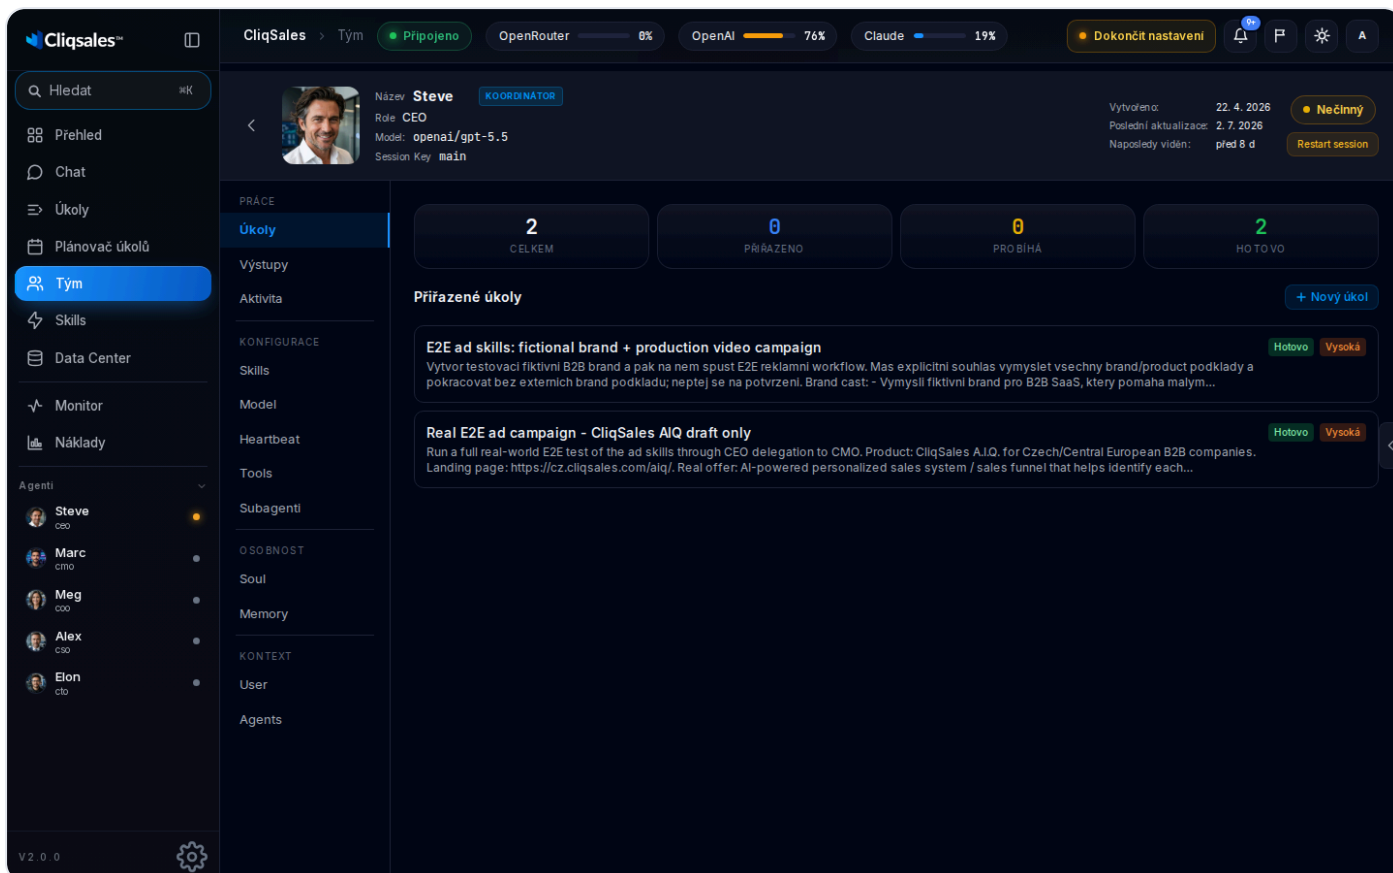 Cliqsales™
Hledat ⌘K
Přehled
Chat
Úkoly
Plánovač úkolů
Tým
Skills
Data Center
Monitor
Náklady
Agenti
Steve
ceo
Marc
cmo
Meg
coo
Alex
cso
Elon
cto
V2.0.0
CliqSales > Tým
Připojeno
OpenRouter 0%
OpenAI 76%
Claude 19%
Dokončit nastavení
9+
A
Název Steve KOORDINÁTOR
Role CEO
Model: openai/gpt-5.5
Session Key main
Vytvořeno: 22. 4. 2026
Poslední aktualizace: 2. 7. 2026
Naposledy viděn: před 8 d
Nečinný
Restart session
PRÁCE
Úkoly
Výstupy
Aktivita
KONFIGURACE
Skills
Model
Heartbeat
Tools
Subagenti
OSOBNOST
Soul
Memory
KONTEXT
User
Agents
2
CELKEM
0
PŘIŘAZENO
0
PROBÍHÁ
2
HOTOVO
Přiřazené úkoly
+ Nový úkol
E2E ad skills: fictional brand + production video campaign
Hotovo Vysoká
Vytvor testovaci fiktivni B2B brand a pak na nem spust E2E reklamni workflow. Mas explicitni souhlas vymyslet vsechny brand/product podklady a
pokracovat bez externich brand podkladu; neptej se na potvrzeni. Brand cast: - Vymysli fiktivni brand pro B2B SaaS, ktery pomaha malym...
Real E2E ad campaign - CliqSales AIQ draft only
Hotovo Vysoká
Run a full real-world E2E test of the ad skills through CEO delegation to CMO. Product: CliqSales A.I.Q. for Czech/Central European B2B companies.
Landing page: https://cz.cliqsales.com/aiq/. Real offer: AI-powered personalized sales system / sales funnel that helps identify each...